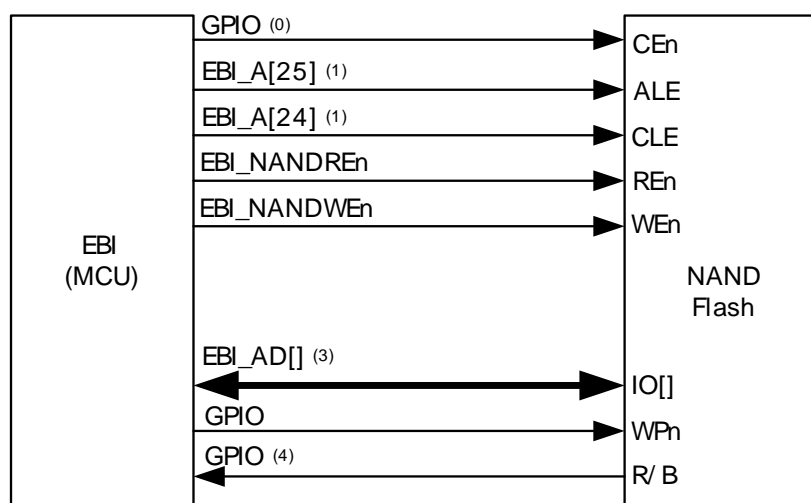 GPIO (0)
CEn
EBI_A[25] (1)
ALE
EBI_A[24] (1)
CLE
EBI_NANDREn
REn
EBI_NANDWEn
WEn
EBI
(MCU)
NAND
Flash
EBI_AD[] (3)
IO[]
GPIO
WPn
GPIO (4)
R/B